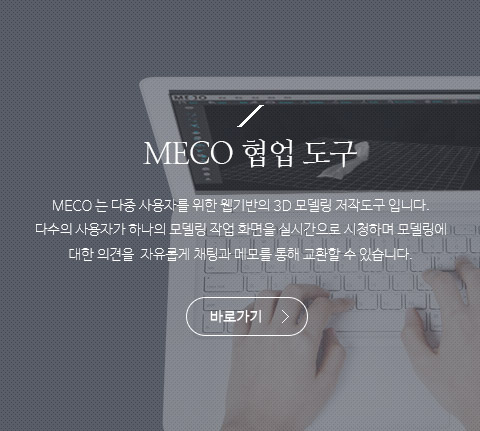 MECO 협업 도구
MECO 는 다중 사용자를 위한 웹기반의 3D 모델링 저작도구 입니다.
다수의 사용자가 하나의 모델링 작업 화면을 실시간으로 시청하며 모델링에
대한 의견을 자유롭게 채팅과 메모를 통해 교환할 수 있습니다.
바로가기